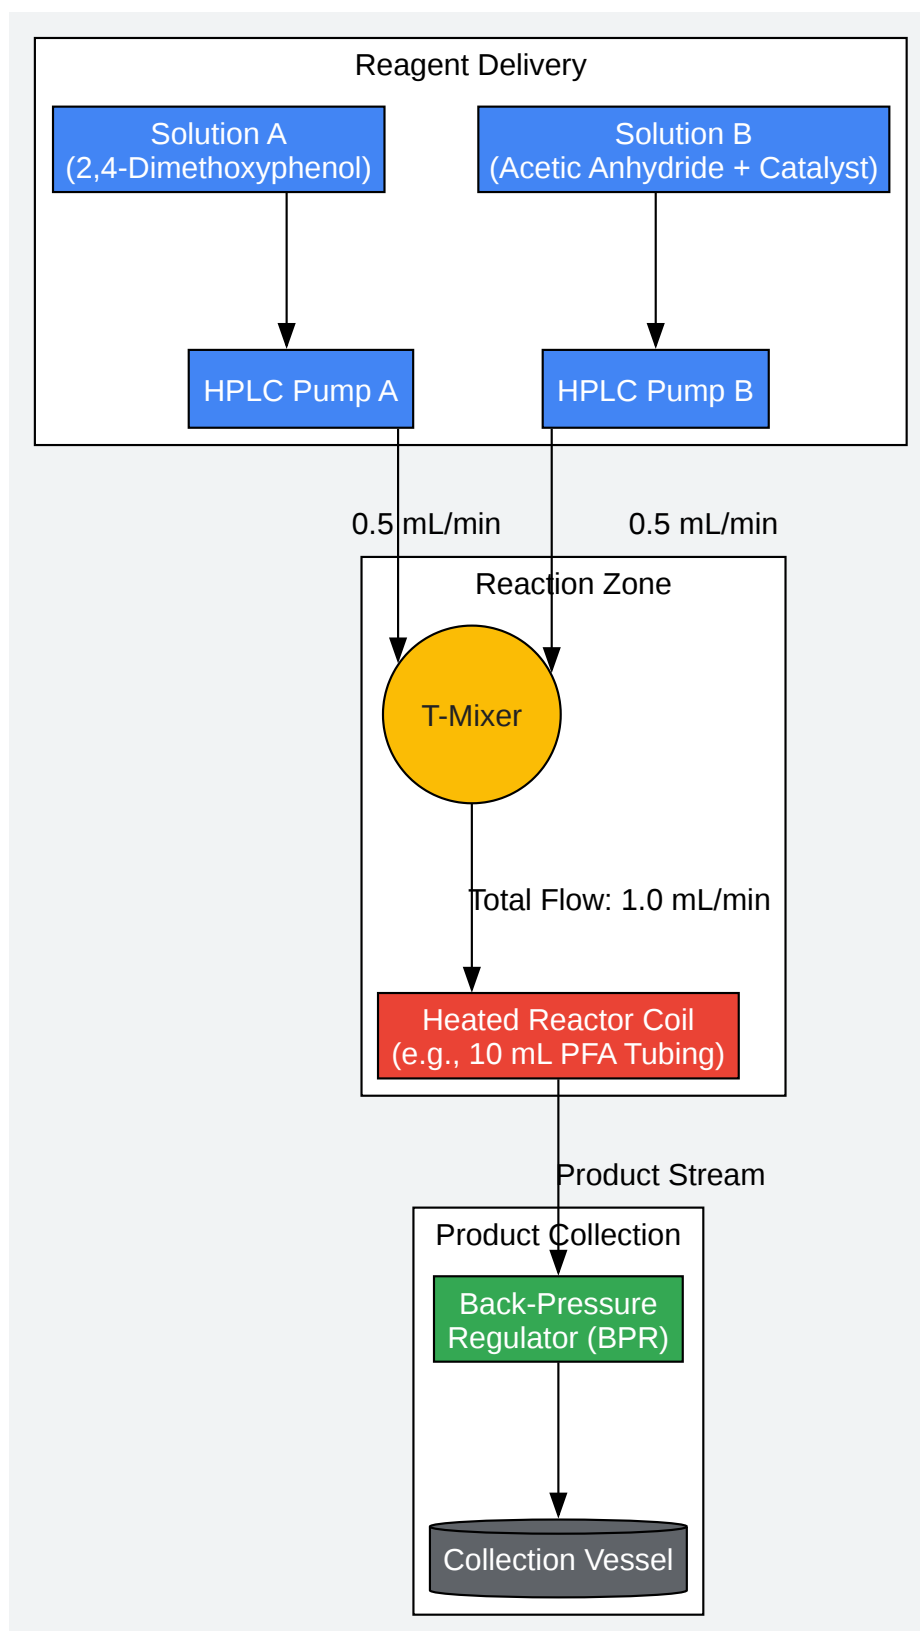 Reagent Delivery
Solution A
(2,4-Dimethoxyphenol)
Solution B
(Acetic Anhydride + Catalyst)
HPLC Pump A
HPLC Pump B
0.5 mL/min
0.5 mL/min
Reaction Zone
T-Mixer
Total Flow: 1.0 mL/min
Heated Reactor Coil
(e.g., 10 mL PFA Tubing)
Product Stream
Product Collection
Back-Pressure
Regulator (BPR)
Collection Vessel